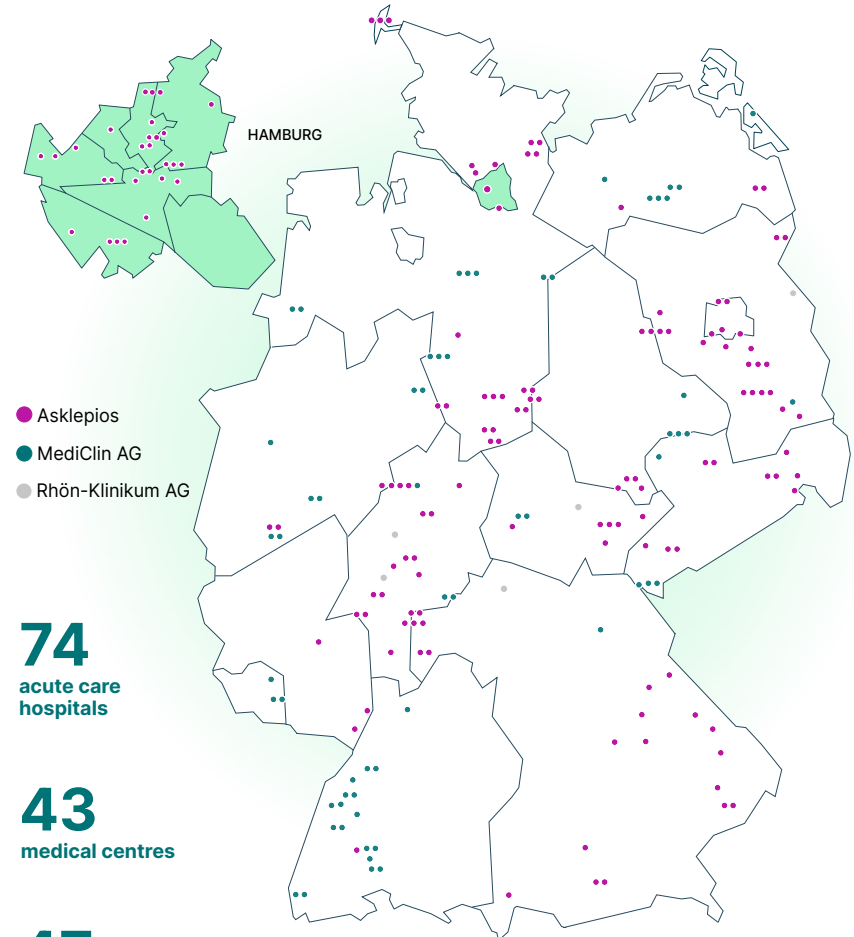 HAMBURG
Asklepios
MediClin AG
Rhön-Klinikum AG
74
acute care
hospitals
43
medical centres